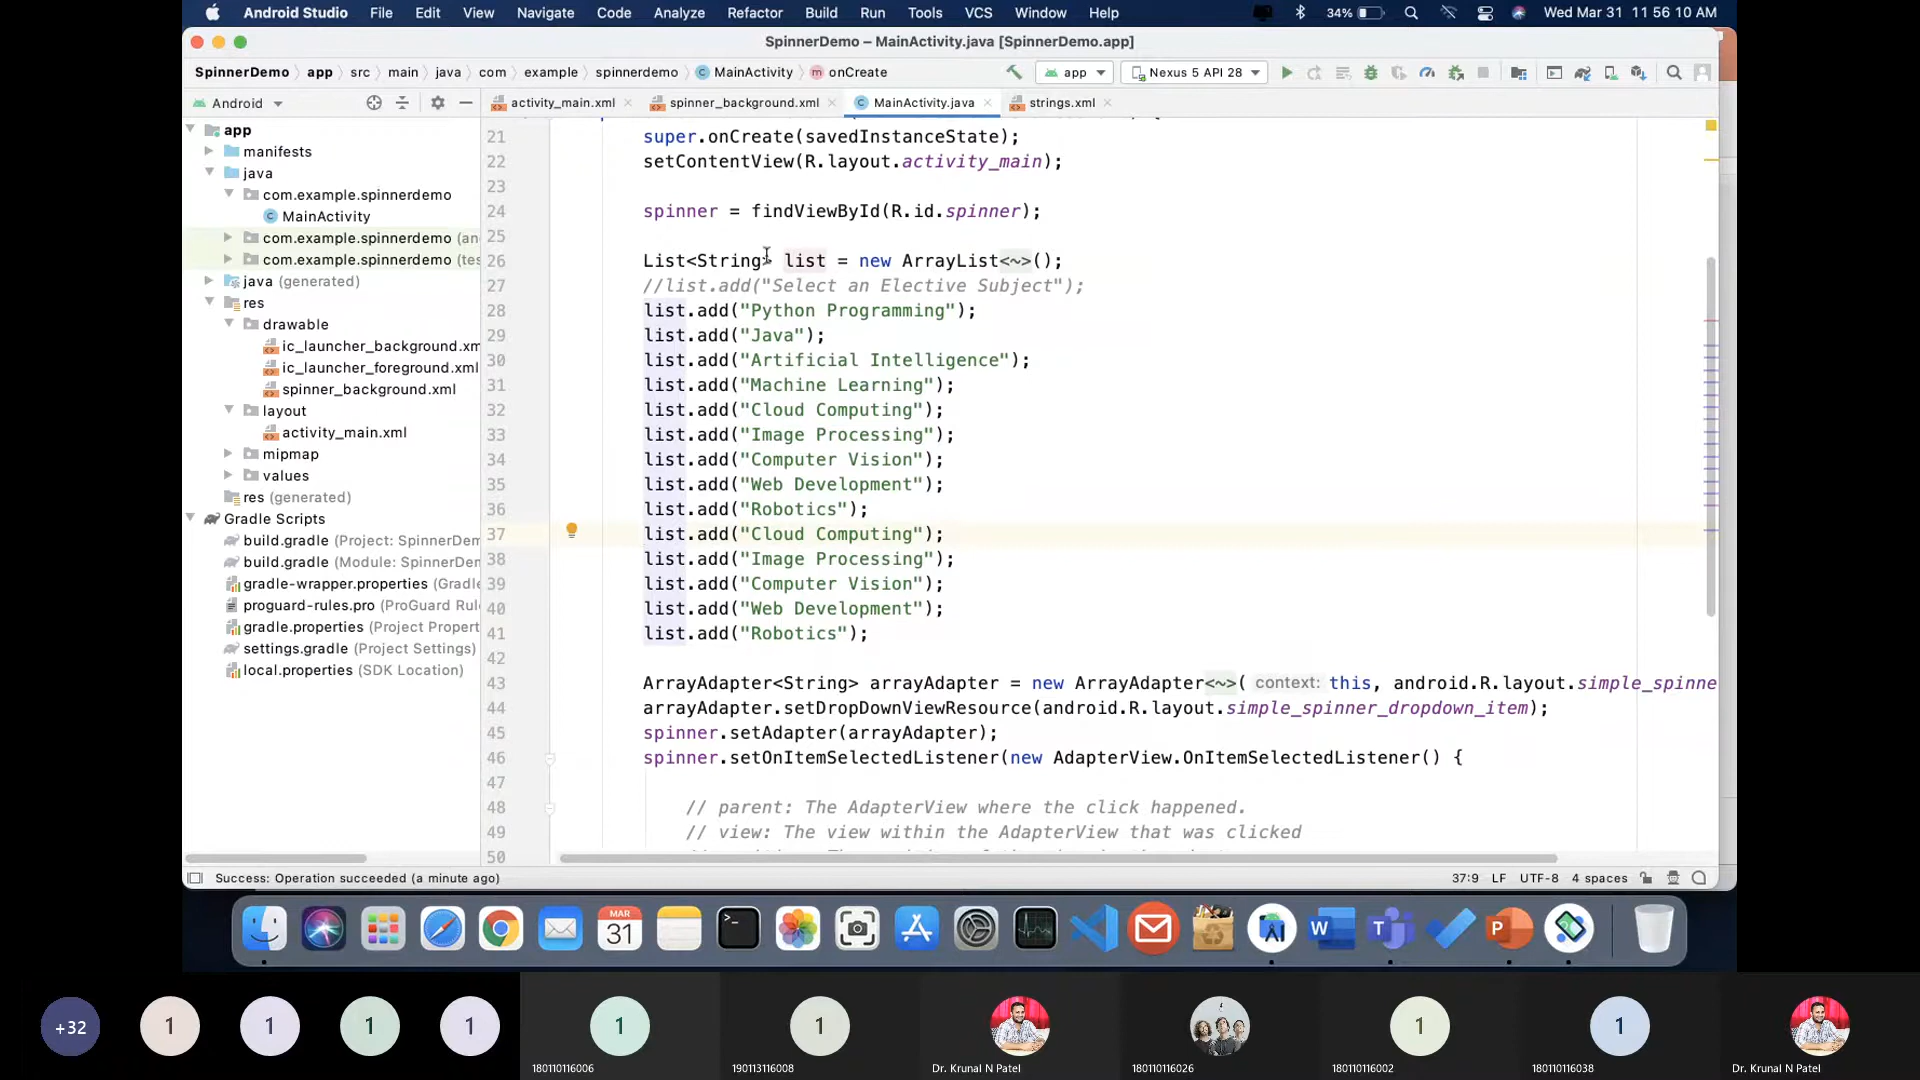 Android Studio File Edit View Navigate Code Analyze Refactor Build Run Tools VCS Window Help 34% Wed Mar 31 11 56 10 AM
SpinnerDemo – MainActivity.java [SpinnerDemo.app]
SpinnerDemo app src main java com example spinnerdemo MainActivity onCreate app Nexus 5 API 28
Android
activity_main.xml spinner_background.xml MainActivity.java strings.xml
app
manifests
java
com.example.spinnerdemo
MainActivity
com.example.spinnerdemo (an
com.example.spinnerdemo (tes
java (generated)
res
drawable
ic_launcher_background.xm
ic_launcher_foreground.xml
spinner_background.xml
layout
activity_main.xml
mipmap
values
res (generated)
Gradle Scripts
build.gradle (Project: SpinnerDem
build.gradle (Module: SpinnerDem
gradle-wrapper.properties (Gradle
proguard-rules.pro (ProGuard Rul
gradle.properties (Project Propert
settings.gradle (Project Settings)
local.properties (SDK Location)
21 super.onCreate(savedInstanceState);
22 setContentView(R.layout.activity_main);
23
24 spinner = findViewById(R.id.spinner);
25
26 List<String> list = new ArrayList<~>();
27 //list.add("Select an Elective Subject");
28 list.add("Python Programming");
29 list.add("Java");
30 list.add("Artificial Intelligence");
31 list.add("Machine Learning");
32 list.add("Cloud Computing");
33 list.add("Image Processing");
34 list.add("Computer Vision");
35 list.add("Web Development");
36 list.add("Robotics");
37 list.add("Cloud Computing");
38 list.add("Image Processing");
39 list.add("Computer Vision");
40 list.add("Web Development");
41 list.add("Robotics");
42
43 ArrayAdapter<String> arrayAdapter = new ArrayAdapter<~>( context: this, android.R.layout.simple_spinne
44 arrayAdapter.setDropDownViewResource(android.R.layout.simple_spinner_dropdown_item);
45 spinner.setAdapter(arrayAdapter);
46 spinner.setOnItemSelectedListener(new AdapterView.OnItemSelectedListener() {
47
48 // parent: The AdapterView where the click happened.
49 // view: The view within the AdapterView that was clicked
50
Success: Operation succeeded (a minute ago) 37:9 LF UTF-8 4 spaces
MAR
31
W T P
+32 1 1 1 1 1 1 1 1
180110116006 190113116008 Dr. Krunal N Patel 180110116026 180110116002 180110116038 Dr. Krunal N Patel